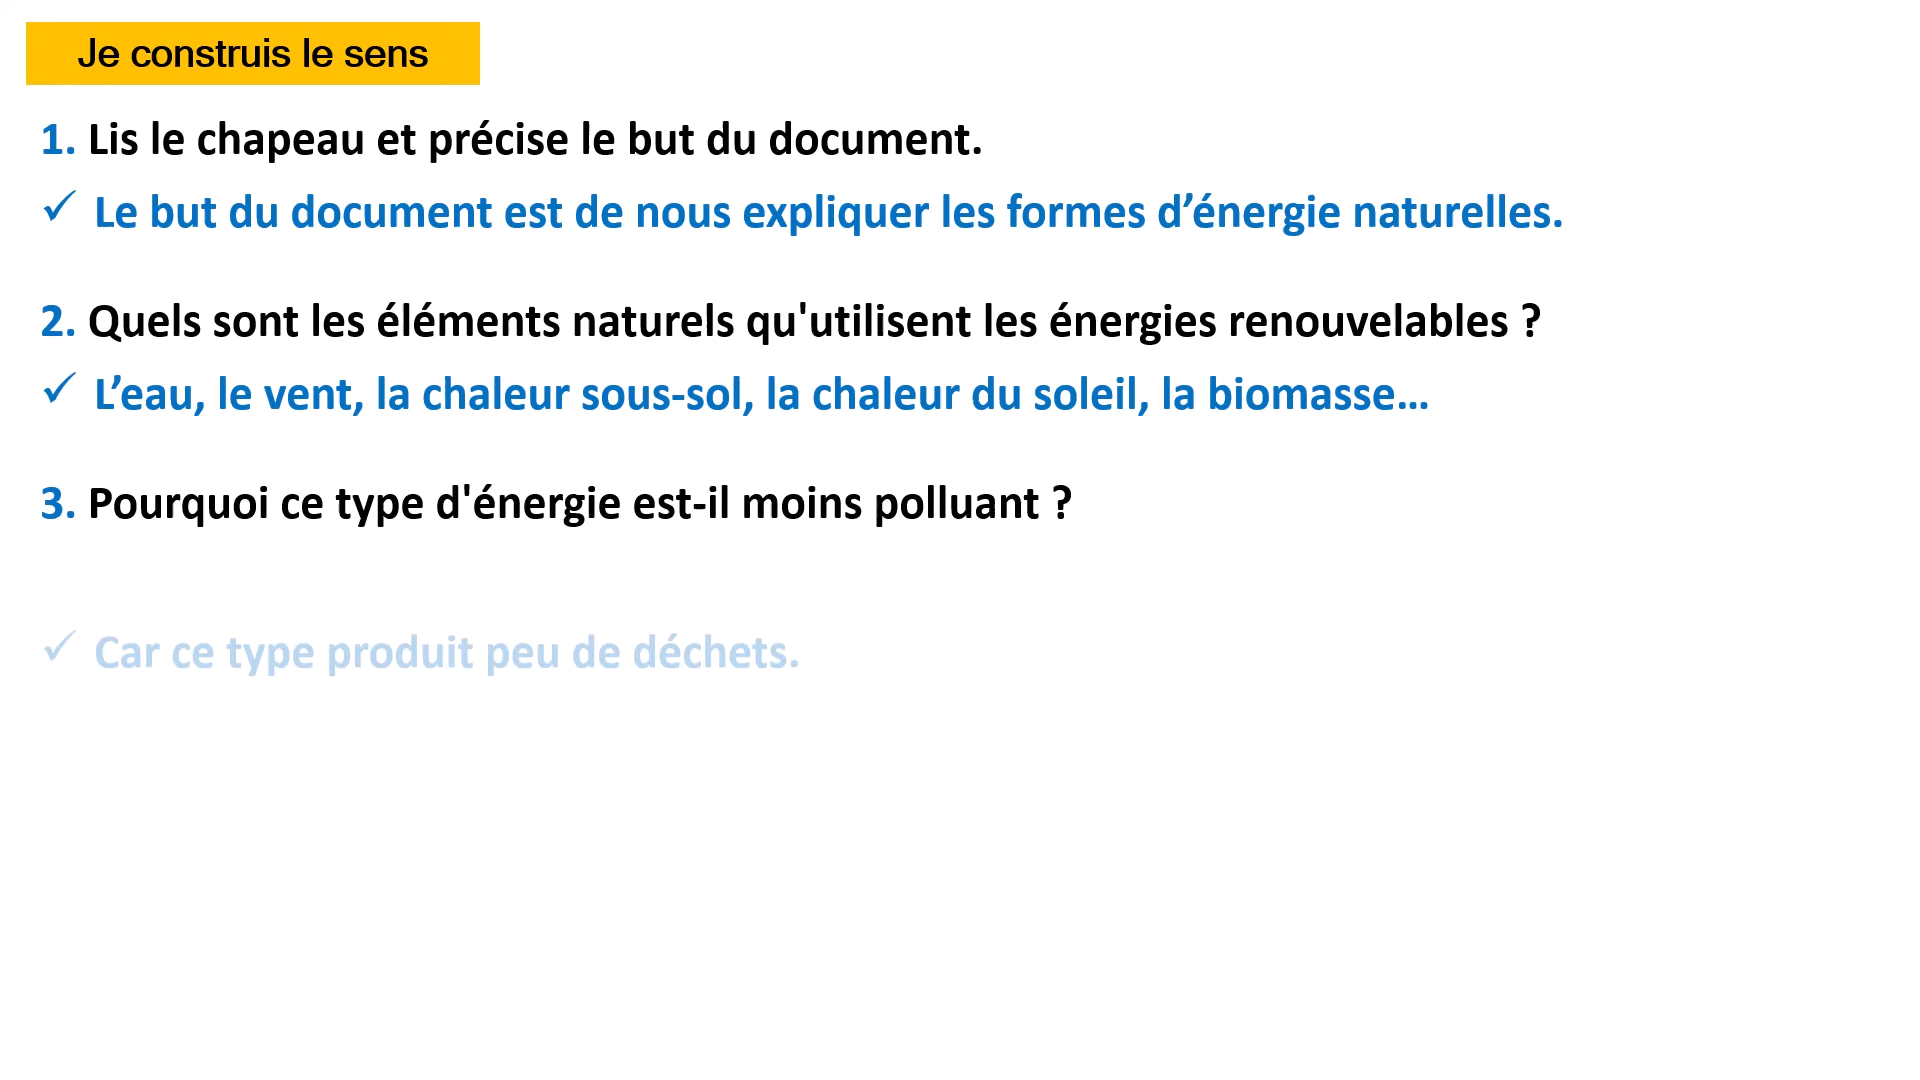 Je construis le sens
1. Lis le chapeau et précise le but du document.
✓ Le but du document est de nous expliquer les formes d’énergie naturelles.
2. Quels sont les éléments naturels qu'utilisent les énergies renouvelables ?
✓ L’eau, le vent, la chaleur sous-sol, la chaleur du soleil, la biomasse…
3. Pourquoi ce type d'énergie est-il moins polluant ?
✓ Car ce type produit peu de déchets.